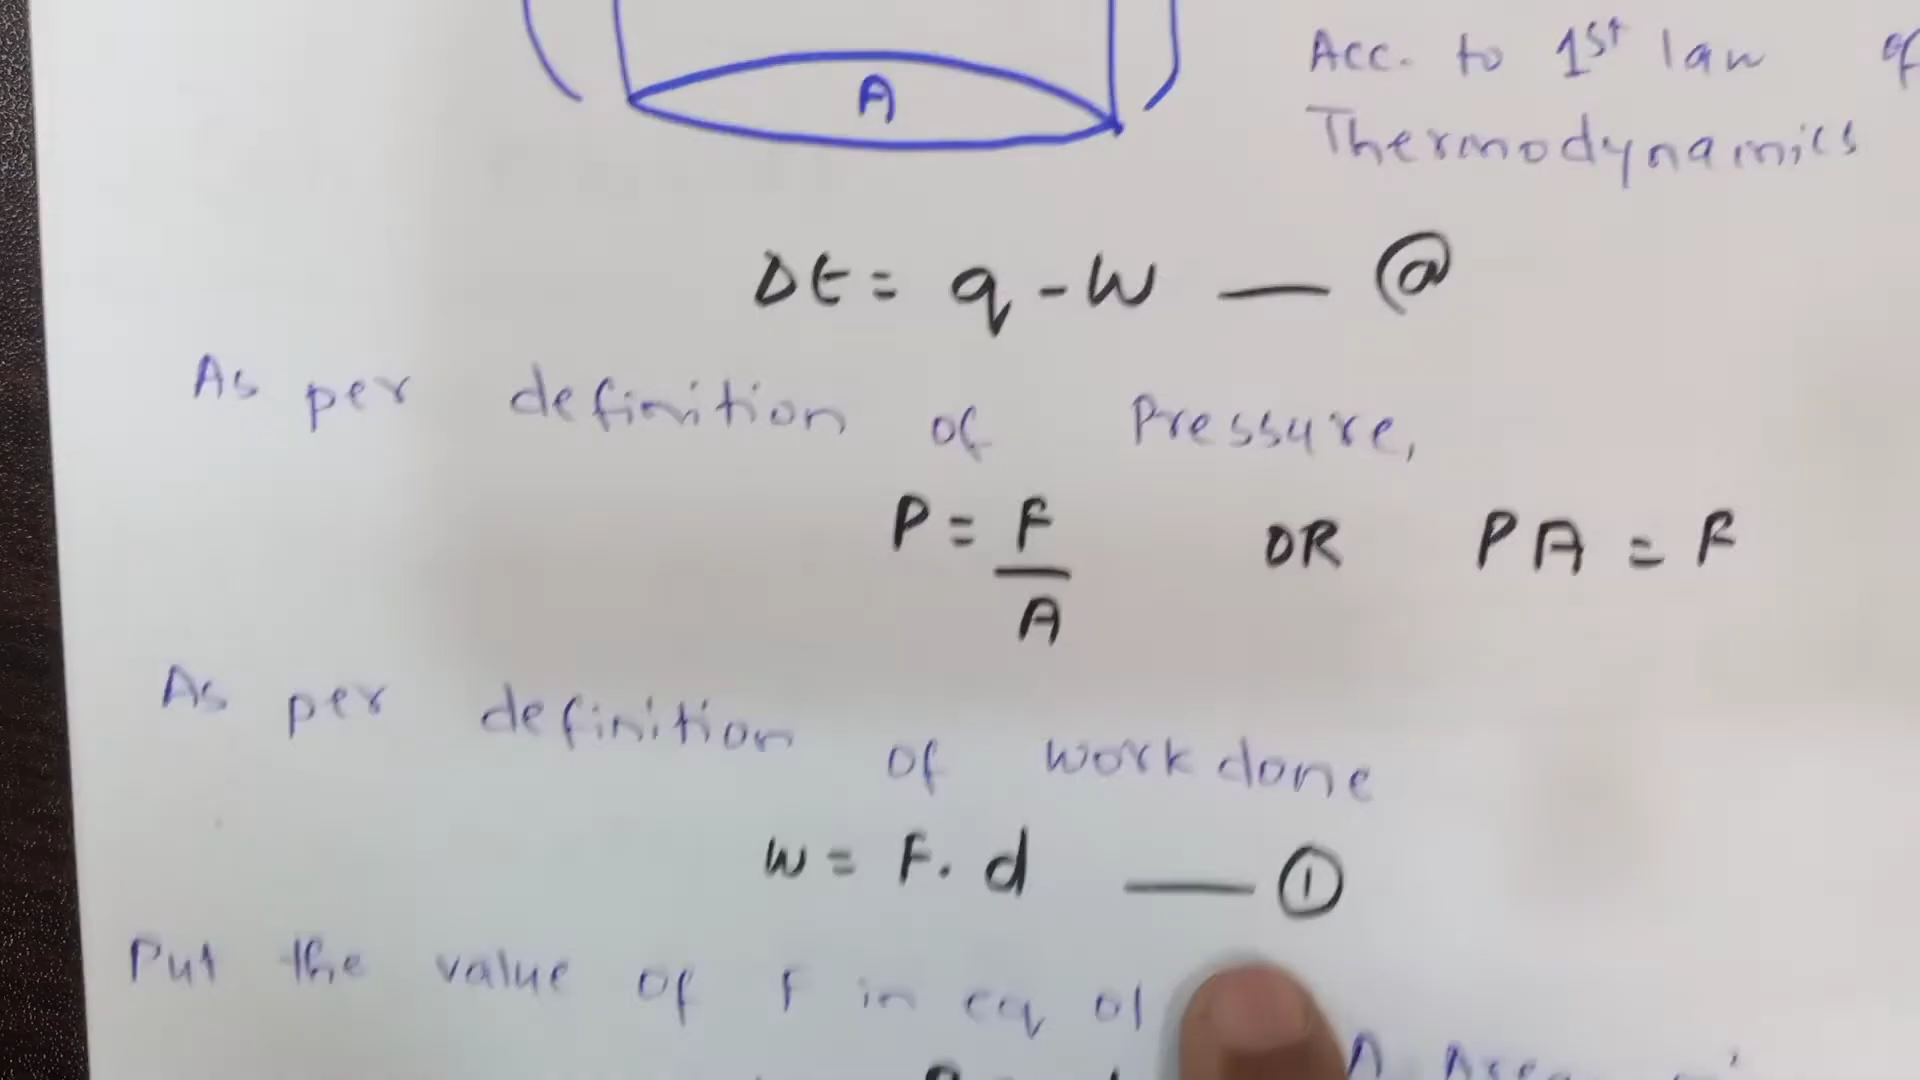 A
Acc. to 1st law of
Thermodynamics
ΔE = q - W — ⓐ
As per definition of Pressure,
P = F/A OR PA = F
As per definition of work done
W = F. d — ①
Put the value of F in eq 01